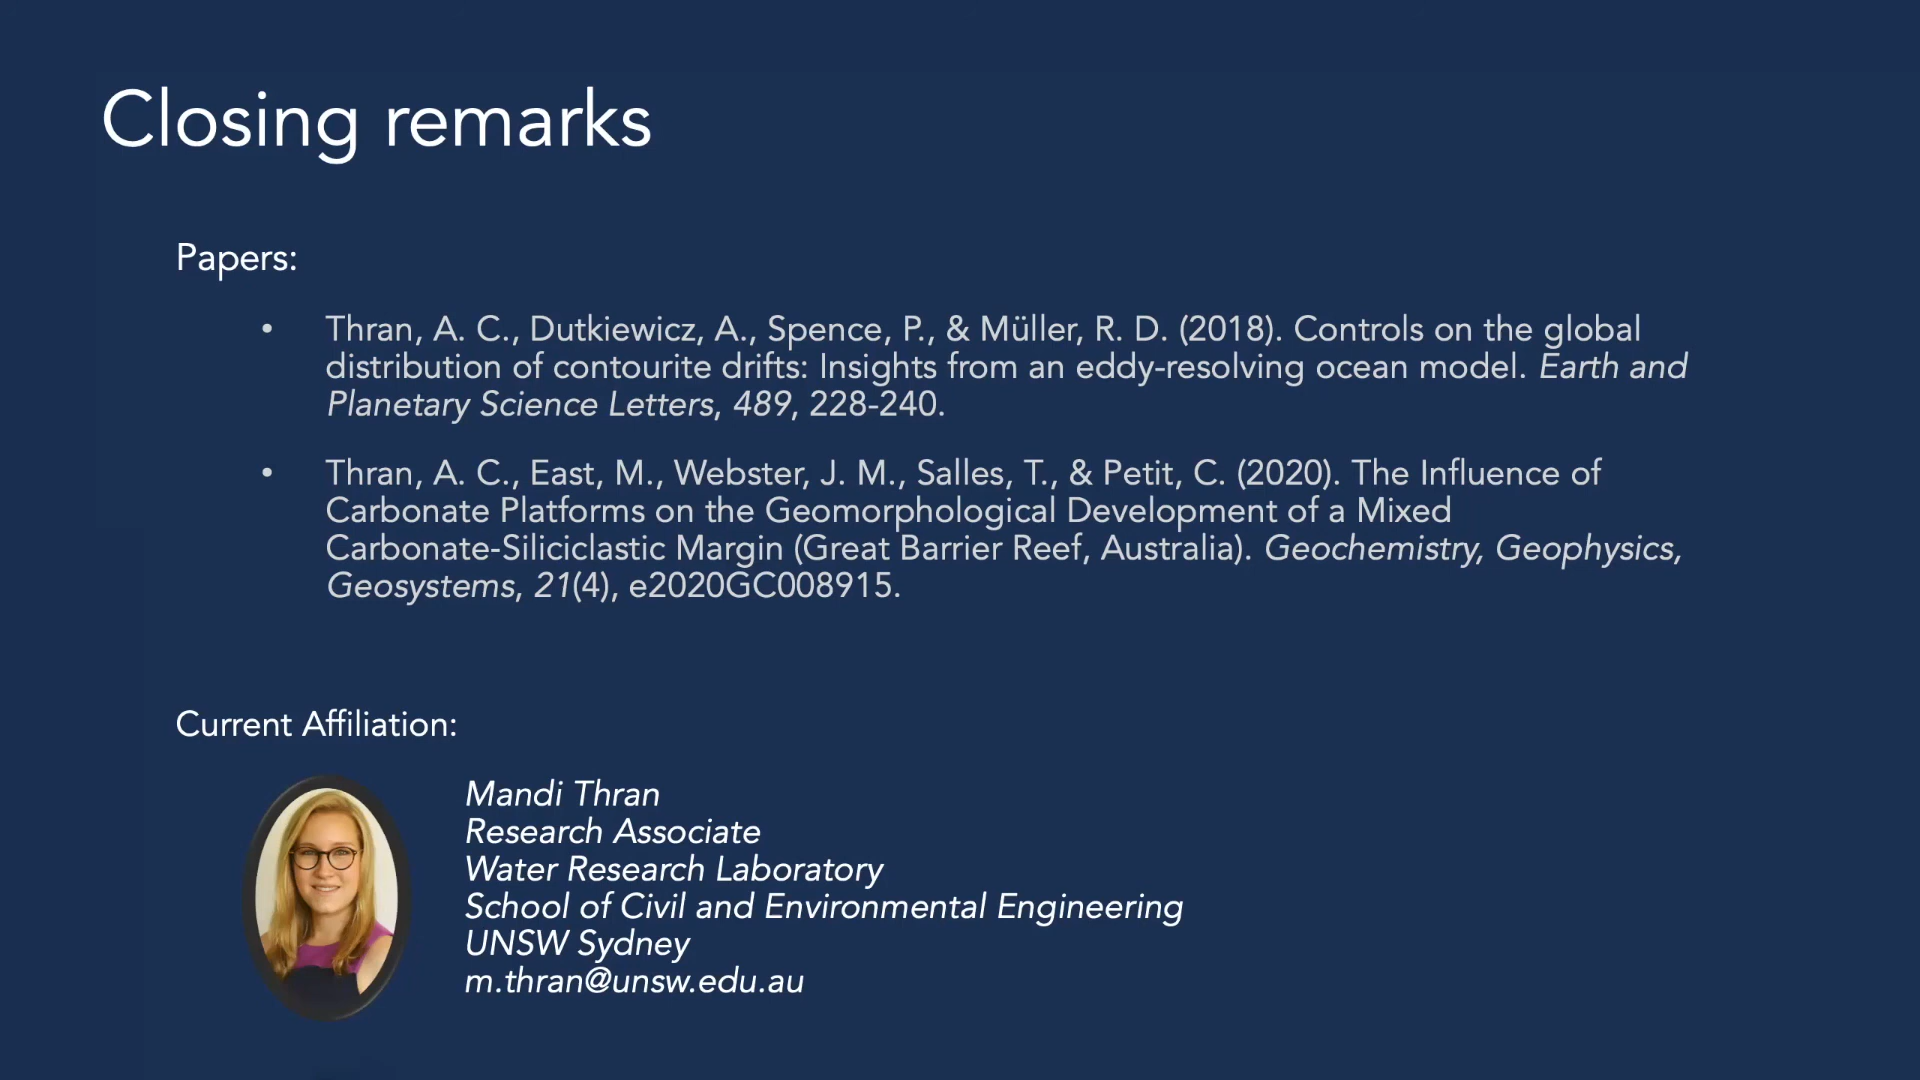 Closing remarks
Papers:
• Thran, A. C., Dutkiewicz, A., Spence, P., & Müller, R. D. (2018). Controls on the global
distribution of contourite drifts: Insights from an eddy-resolving ocean model. Earth and
Planetary Science Letters, 489, 228-240.
• Thran, A. C., East, M., Webster, J. M., Salles, T., & Petit, C. (2020). The Influence of
Carbonate Platforms on the Geomorphological Development of a Mixed
Carbonate-Siliciclastic Margin (Great Barrier Reef, Australia). Geochemistry, Geophysics,
Geosystems, 21(4), e2020GC008915.
Current Affiliation:
Mandi Thran
Research Associate
Water Research Laboratory
School of Civil and Environmental Engineering
UNSW Sydney
m.thran@unsw.edu.au